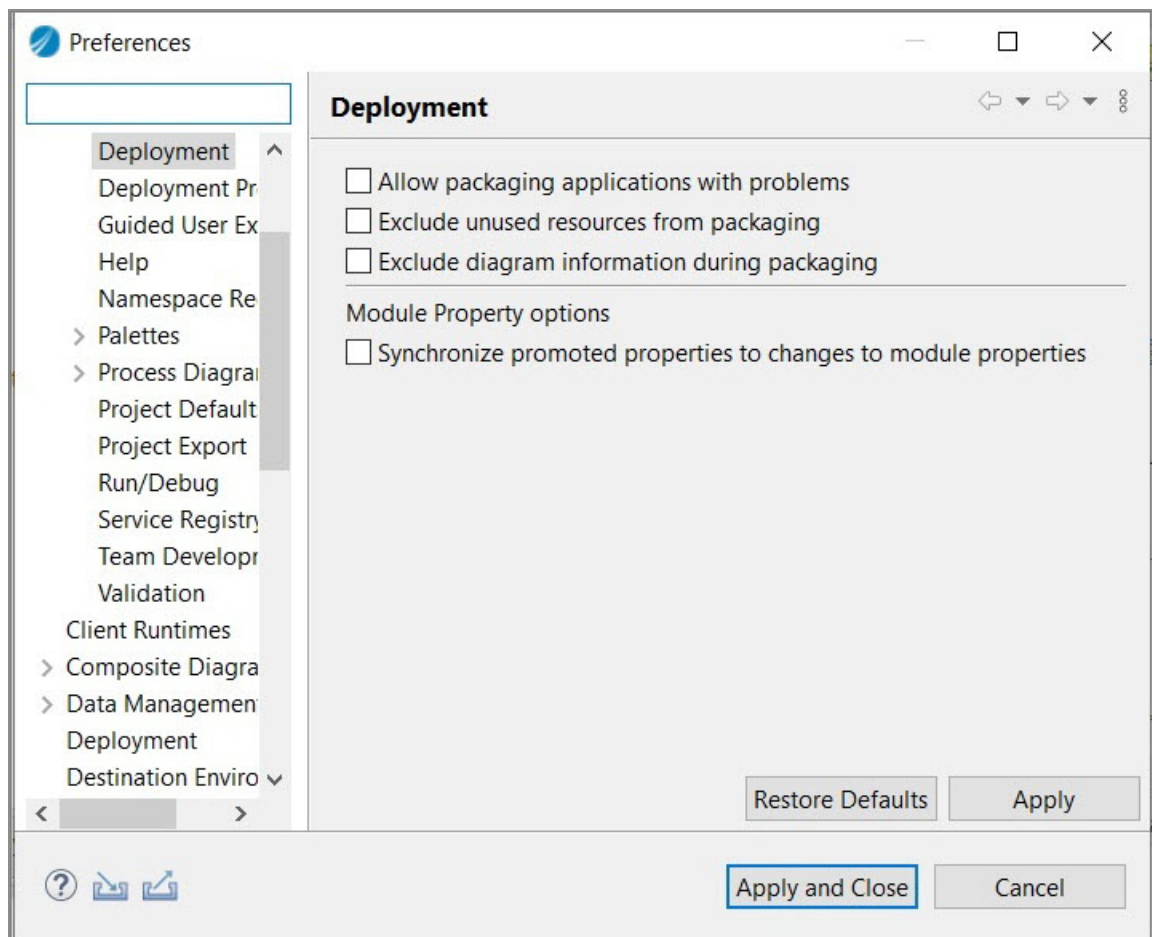 Preferences
Deployment
Deployment
Deployment Pr
Guided User Ex
Help
Namespace Re
Palettes
Process Diagra
Project Default
Project Export
Run/Debug
Service Registry
Team Developr
Validation
Client Runtimes
Composite Diagra
Data Management
Deployment
Destination Enviro
Allow packaging applications with problems
Exclude unused resources from packaging
Exclude diagram information during packaging
Module Property options
Synchronize promoted properties to changes to module properties
Restore Defaults
Apply
Apply and Close
Cancel